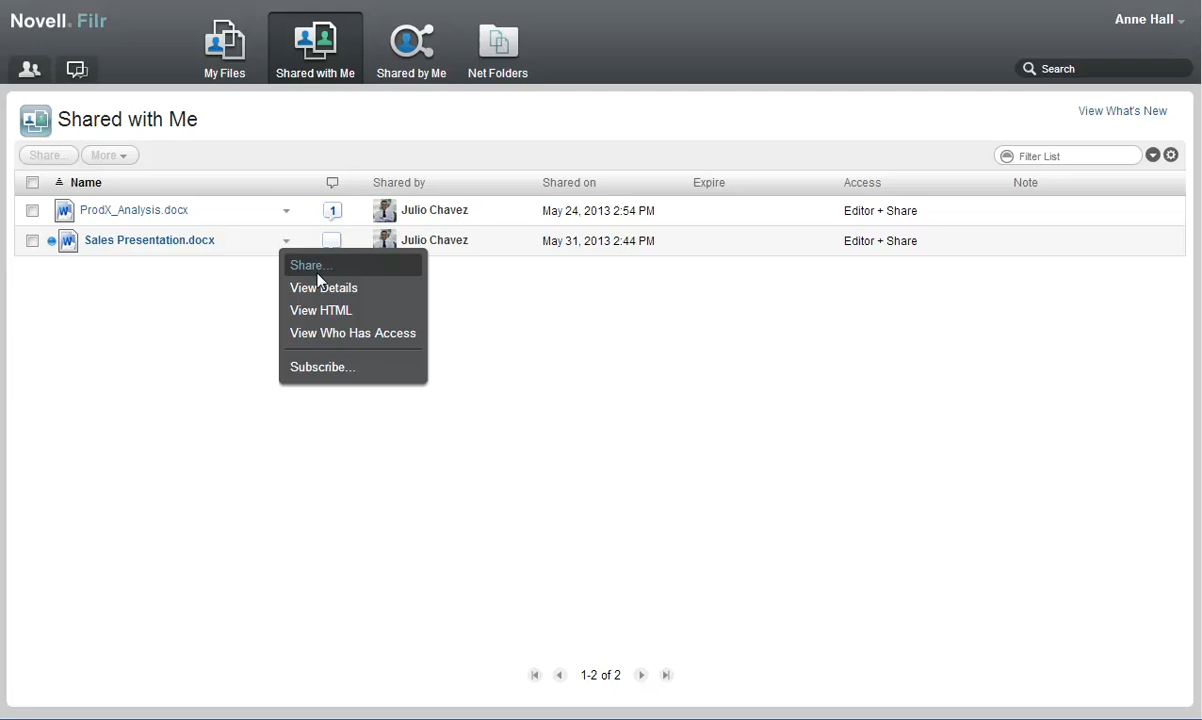 Novell. Filr
Anne Hall
My Files
Shared with Me
Shared by Me
Net Folders
Search
Shared with Me
View What's New
Share...
More
Filter List
Name
Shared by
Shared on
Expire
Access
Note
ProdX_Analysis.docx
1
Julio Chavez
May 24, 2013 2:54 PM
Editor + Share
Sales Presentation.docx
Julio Chavez
May 31, 2013 2:44 PM
Editor + Share
Share...
View Details
View HTML
View Who Has Access
Subscribe...
1-2 of 2